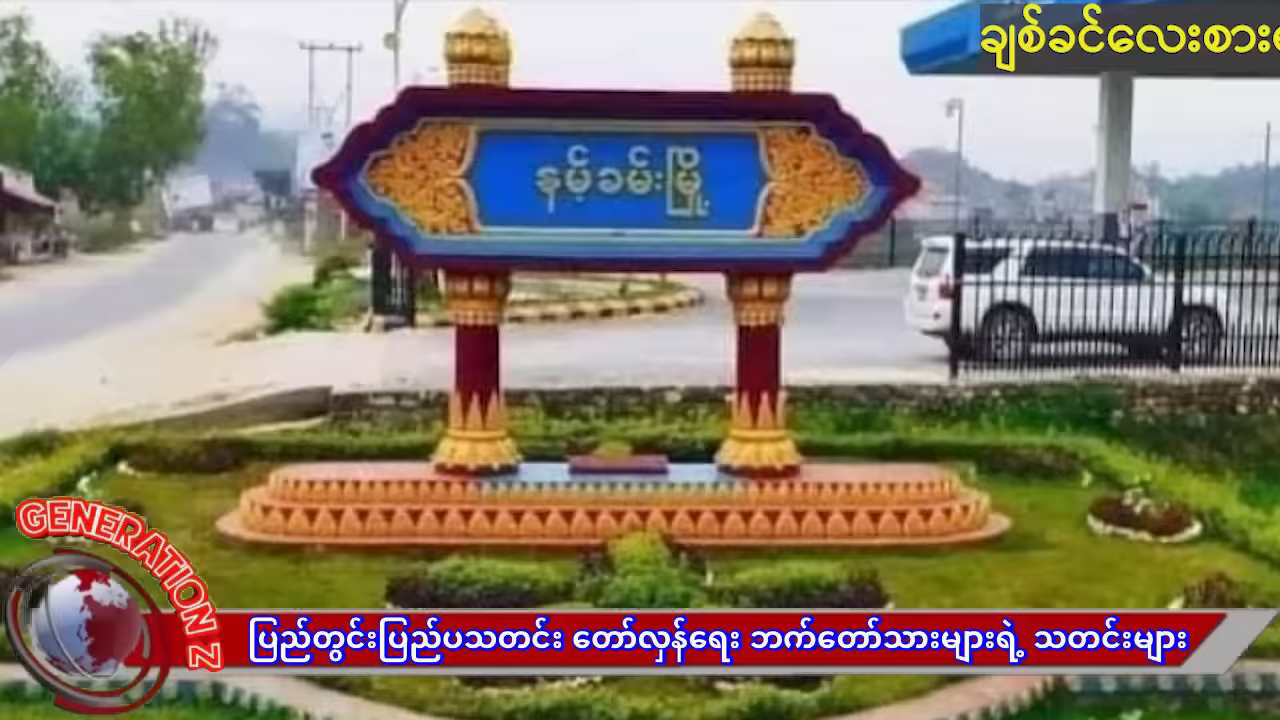 ချစ်ခင်လေးစား
နမ့်ခမ်းမြို့
GENERATION Z
ပြည်တွင်းပြည်ပသတင်း တော်လှန်ရေး ဘက်တော်သားများရဲ့ သတင်းများ